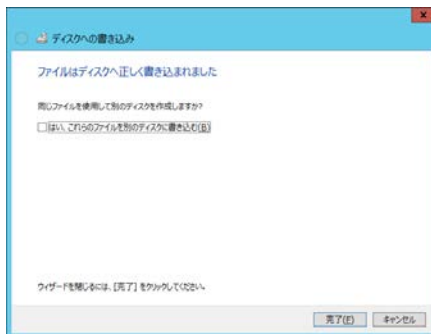 ディスクへの書き込み
ファイルはディスクへ正しく書き込まれました
同じファイルを使用して別のディスクを作成しますか?
はい、これらのファイルを別のディスクに書き込む(B)
ウィザードを閉じるには、[完了] をクリックしてください。
完了(F)
キャンセル